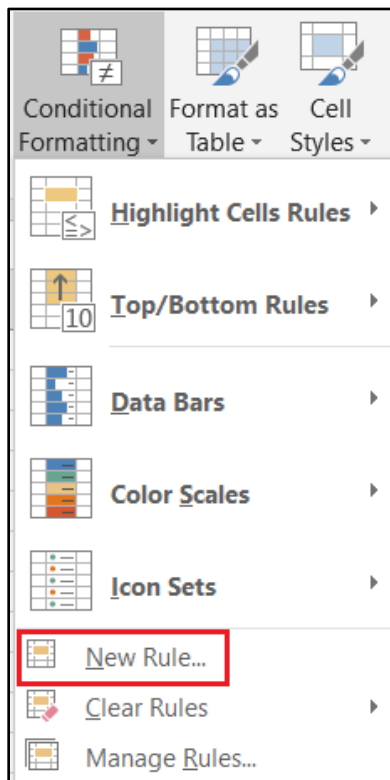 ≠
Conditional Format as Cell
Formatting Table Styles
≤
≥
Highlight Cells Rules
10
Top/Bottom Rules
Data Bars
Color Scales
Icon Sets
New Rule...
Clear Rules
Manage Rules...